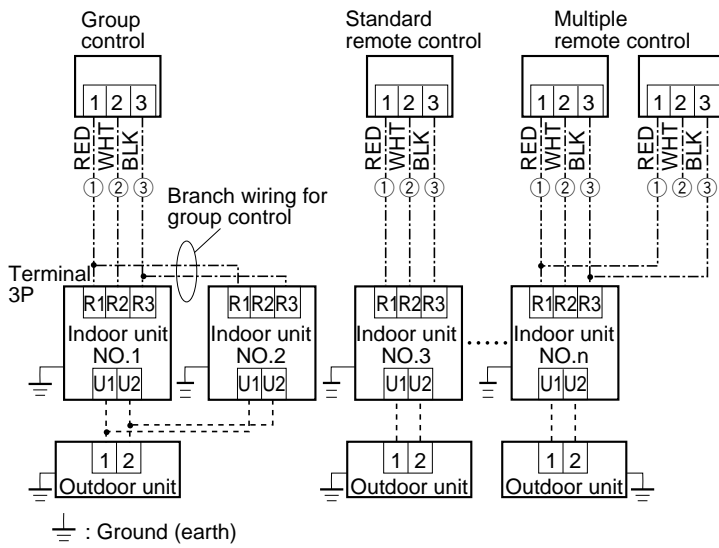 Group
control
Standard
remote control
Multiple
remote control
1 2 3
1 2 3
1 2 3
1 2 3
RED
WHT
BLK
RED
WHT
BLK
RED
WHT
BLK
① ② ③
① ② ③
① ② ③
① ② ③
Branch wiring for
group control
Terminal
3P
R1 R2 R3
Indoor unit
NO.1
U1 U2
R1 R2 R3
Indoor unit
NO.2
U1 U2
R1 R2 R3
Indoor unit
NO.3
U1 U2
.....
R1 R2 R3
Indoor unit
NO.n
U1 U2
1 2
Outdoor unit
1 2
Outdoor unit
1 2
Outdoor unit
: Ground (earth)